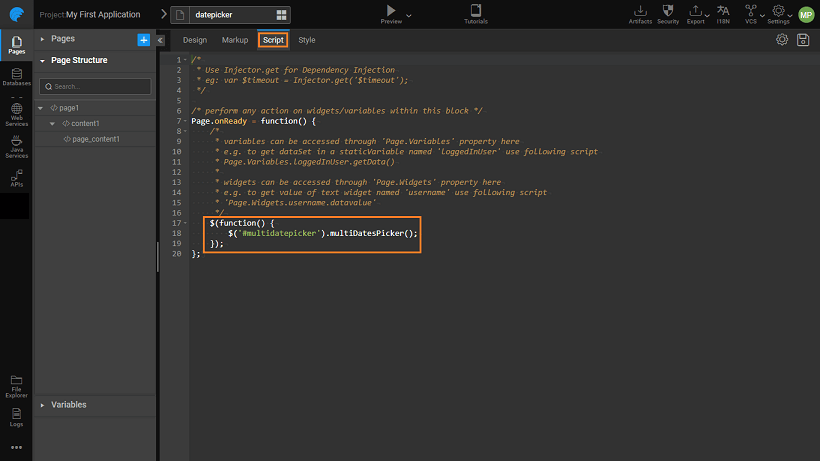 Project:My First Application
datepicker
Preview
Tutorials
Artifacts
Security
Export
I18N
VCS
Settings
MP
Pages
Databases
Web
Services
Java
Services
APIs
File
Explorer
Logs
Pages
Page Structure
Search...
page1
content1
page_content1
Variables
Design
Markup
Script
Style
1 /*
2 * Use Injector.get for Dependency Injection
3 * eg: var $timeout = Injector.get('$timeout');
4 */
5
6 /* perform any action on widgets/variables within this block */
7 Page.onReady = function() {
8 /*
9 * variables can be accessed through 'Page.Variables' property here
10 * e.g. to get dataSet in a staticVariable named 'loggedInUser' use following script
11 * Page.Variables.loggedInUser.getData()
12 *
13 * widgets can be accessed through 'Page.Widgets' property here
14 * e.g. to get value of text widget named 'username' use following script
15 * 'Page.Widgets.username.datavalue'
16 */
17 $(function() {
18 $('#multidatepicker').multiDatesPicker();
19 });
20 };